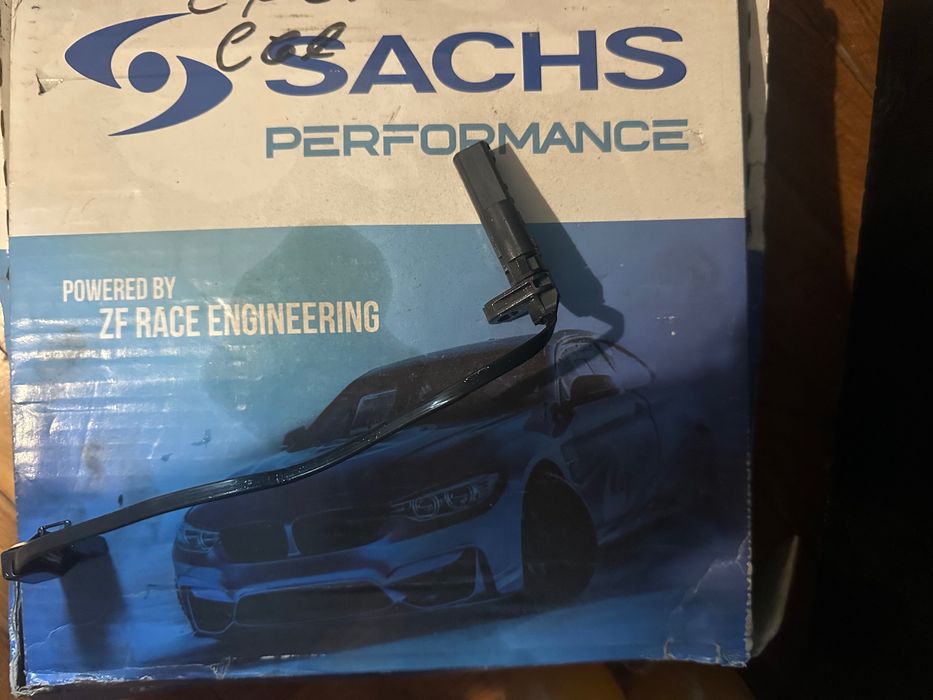 SACHS
PERFORMANCE
POWERED BY
ZF RACE ENGINEERING